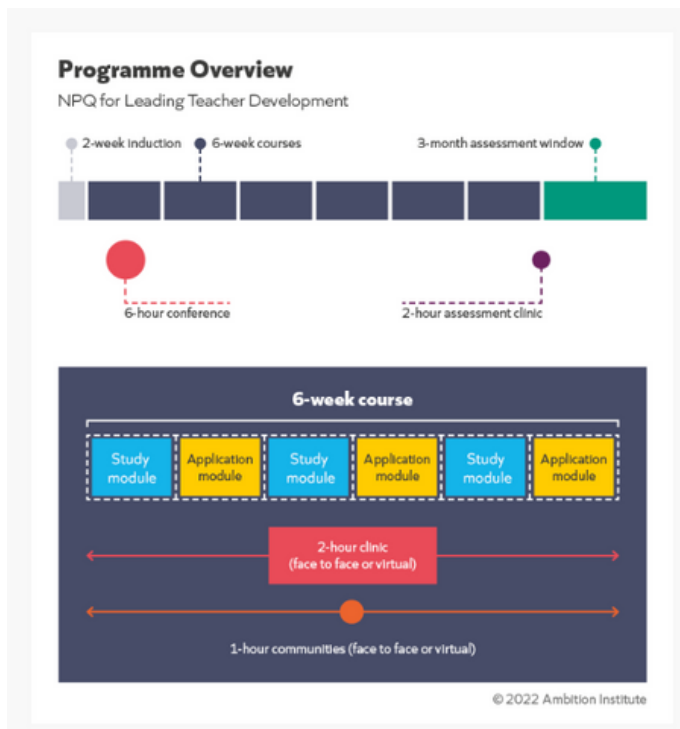 Programme Overview
NPQ for Leading Teacher Development
2-week induction
6-week courses
3-month assessment window
6-hour conference
2-hour assessment clinic
6-week course
Study
module
Application
module
Study
module
Application
module
Study
module
Application
module
2-hour clinic
(face to face or virtual)
1-hour communities (face to face or virtual)
© 2022 Ambition Institute